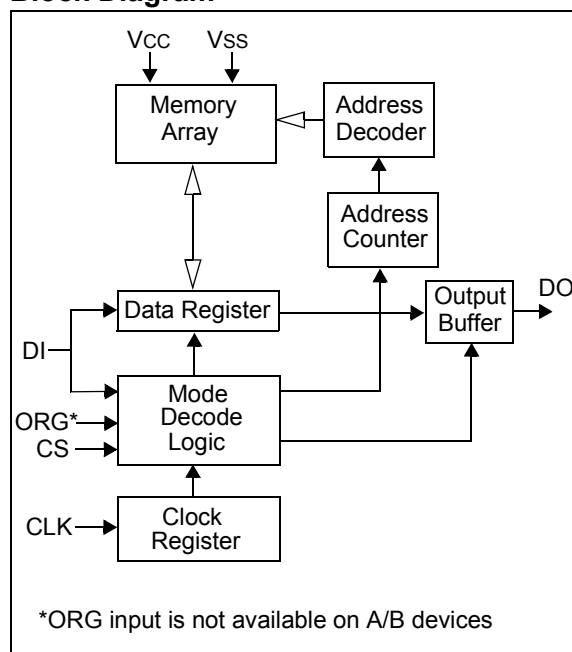 Block Diagram
VCC
VSS
Memory
Array
Address
Decoder
Address
Counter
Data Register
Output
Buffer
DO
DI
Mode
Decode
Logic
ORG*
CS
CLK
Clock
Register
*ORG input is not available on A/B devices